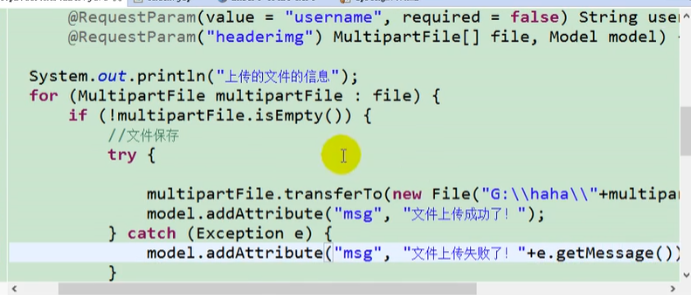 @RequestParam(value = "username", required = false) String use
@RequestParam("headerimg") MultipartFile[] file, Model model)
System.out.println("上传的文件的信息");
for (MultipartFile multipartFile : file) {
if (!multipartFile.isEmpty()) {
//文件保存
try {
multipartFile.transferTo(new File("G:\\haha\\"+multipa
model.addAttribute("msg", "文件上传成功了！");
} catch (Exception e) {
model.addAttribute("msg", "文件上传失败了！"+e.getMessage())
}